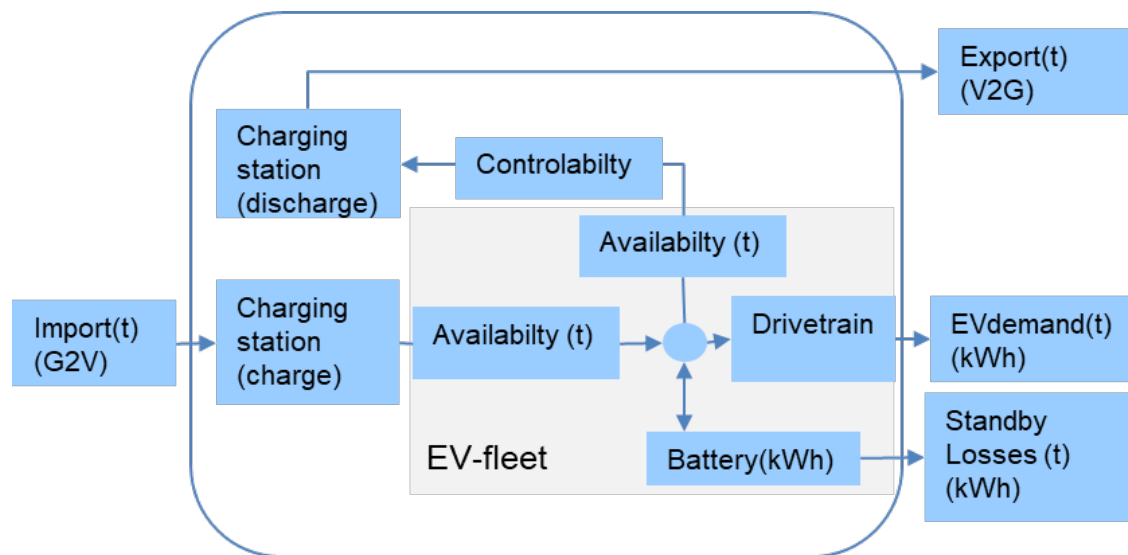 Export(t)
(V2G)
Charging
station
(discharge)
Controlabilty
Availabilty (t)
Import(t)
(G2V)
Charging
station
(charge)
Availabilty (t)
Drivetrain
EVdemand(t)
(kWh)
EV-fleet
Battery(kWh)
Standby
Losses (t)
(kWh)